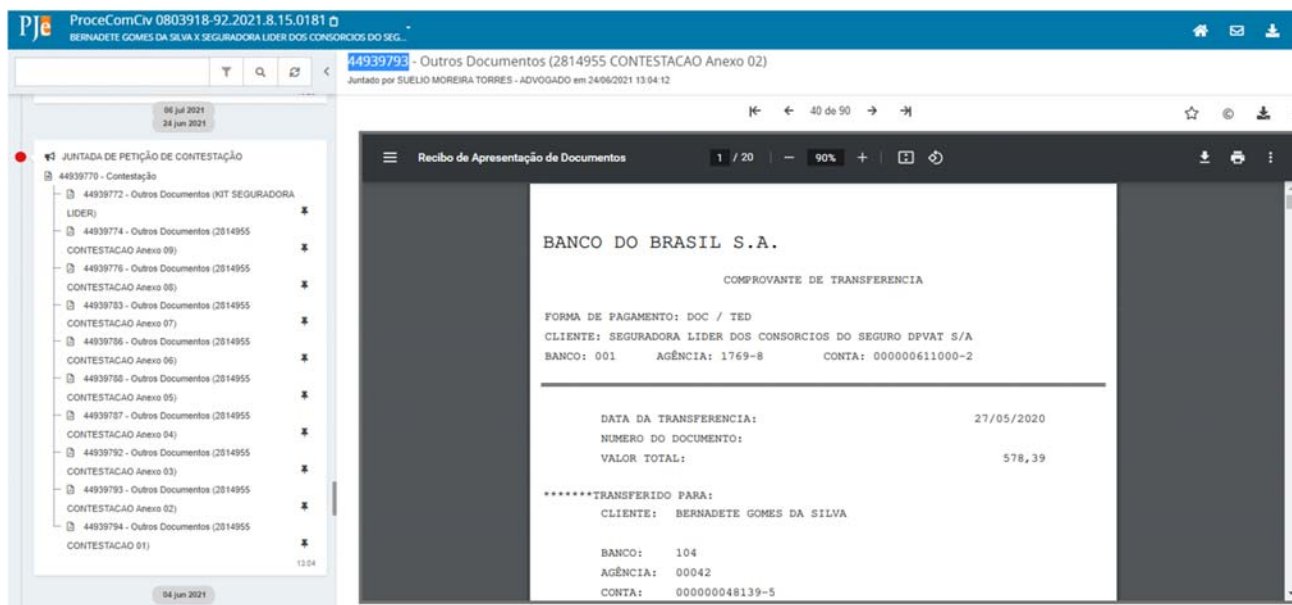 PJe
ProceComCiv 0803918-92.2021.8.15.0181
BERNADETE GOMES DA SILVA X SEGURADORA LIDER DOS CONSORCIOS DO SEG...
44939793 - Outros Documentos (2814955 CONTESTACAO Anexo 02)
Juntado por SUELIO MOREIRA TORRES - ADVOGADO em 24/06/2021 13:04:12
06 jul 2021
24 jun 2021
JUNTADA DE PETIÇÃO DE CONTESTAÇÃO
44939770 - Contestação
44939772 - Outros Documentos (KIT SEGURADORA
LIDER)
44939774 - Outros Documentos (2814955
CONTESTACAO Anexo 09)
44939776 - Outros Documentos (2814955
CONTESTACAO Anexo 08)
44939783 - Outros Documentos (2814955
CONTESTACAO Anexo 07)
44939786 - Outros Documentos (2814955
CONTESTACAO Anexo 06)
44939788 - Outros Documentos (2814955
CONTESTACAO Anexo 05)
44939787 - Outros Documentos (2814955
CONTESTACAO Anexo 04)
44939792 - Outros Documentos (2814955
CONTESTACAO Anexo 03)
44939793 - Outros Documentos (2814955
CONTESTACAO Anexo 02)
44939794 - Outros Documentos (2814955
CONTESTACAO 01)
13:04
04 jun 2021
40 de 90
Recibo de Apresentação de Documentos 1 / 20 90%
BANCO DO BRASIL S.A.
COMPROVANTE DE TRANSFERENCIA
FORMA DE PAGAMENTO: DOC / TED
CLIENTE: SEGURADORA LIDER DOS CONSORCIOS DO SEGURO DPVAT S/A
BANCO: 001 AGÊNCIA: 1769-8 CONTA: 000000611000-2
DATA DA TRANSFERENCIA: 27/05/2020
NUMERO DO DOCUMENTO:
VALOR TOTAL: 578,39
*******TRANSFERIDO PARA:
CLIENTE: BERNADETE GOMES DA SILVA
BANCO: 104
AGÊNCIA: 00042
CONTA: 000000048139-5